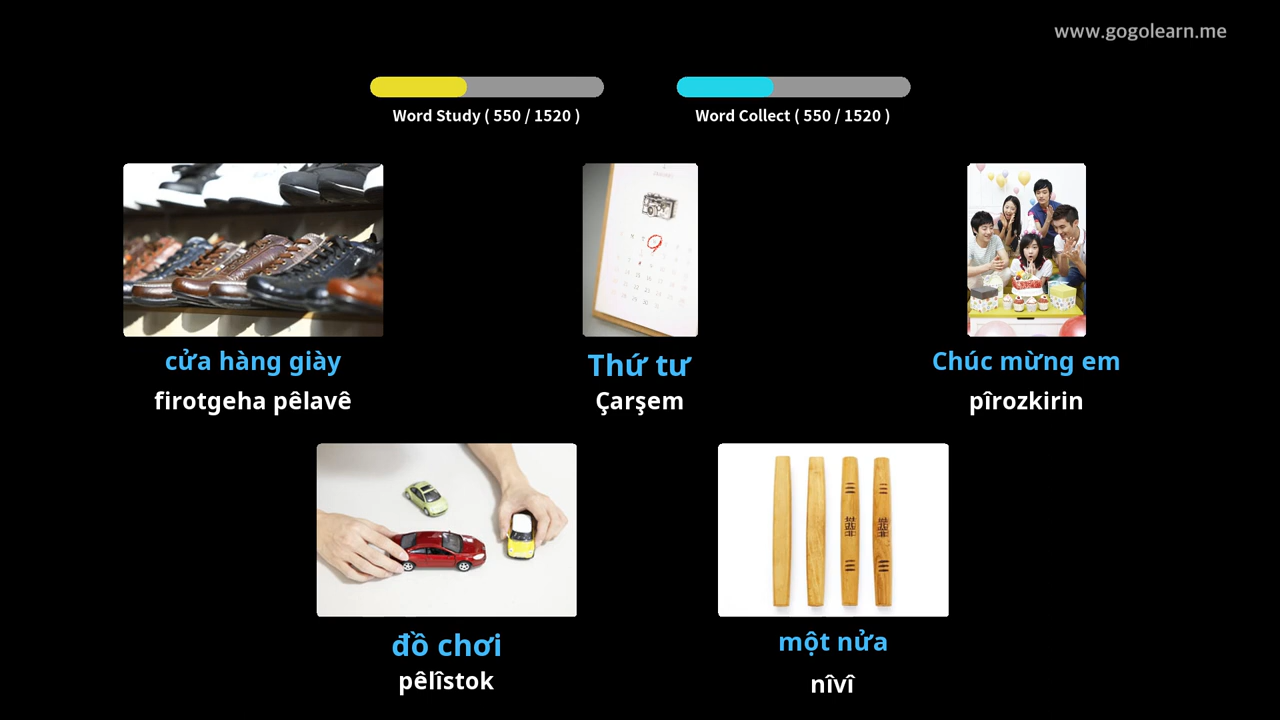 www.gogolearn.me
Word Study ( 550 / 1520 )
Word Collect ( 550 / 1520 )
cửa hàng giày
firotgeha pêlavê
Thứ tư
Çarşem
Chúc mừng em
pîrozkirin
đồ chơi
pêlîstok
một nửa
nîvî